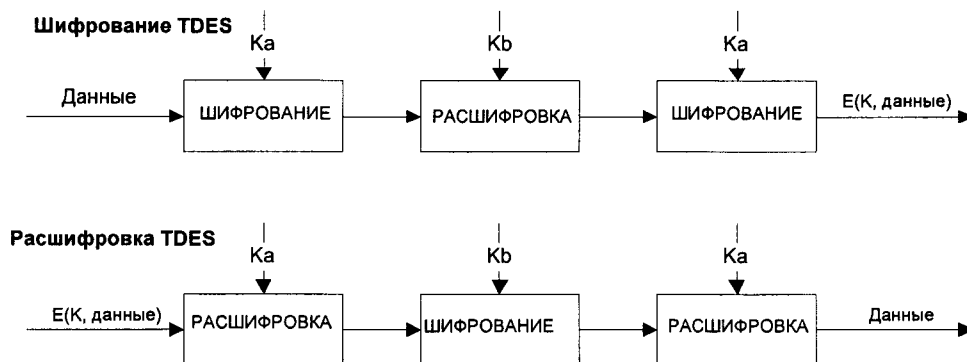 Шифрование TDES
Ka
Kb
Ka
Данные
ШИФРОВАНИЕ
РАСШИФРОВКА
ШИФРОВАНИЕ
E(K, данные)
Расшифровка TDES
Ka
Kb
Ka
E(K, данные)
РАСШИФРОВКА
ШИФРОВАНИЕ
РАСШИФРОВКА
Данные